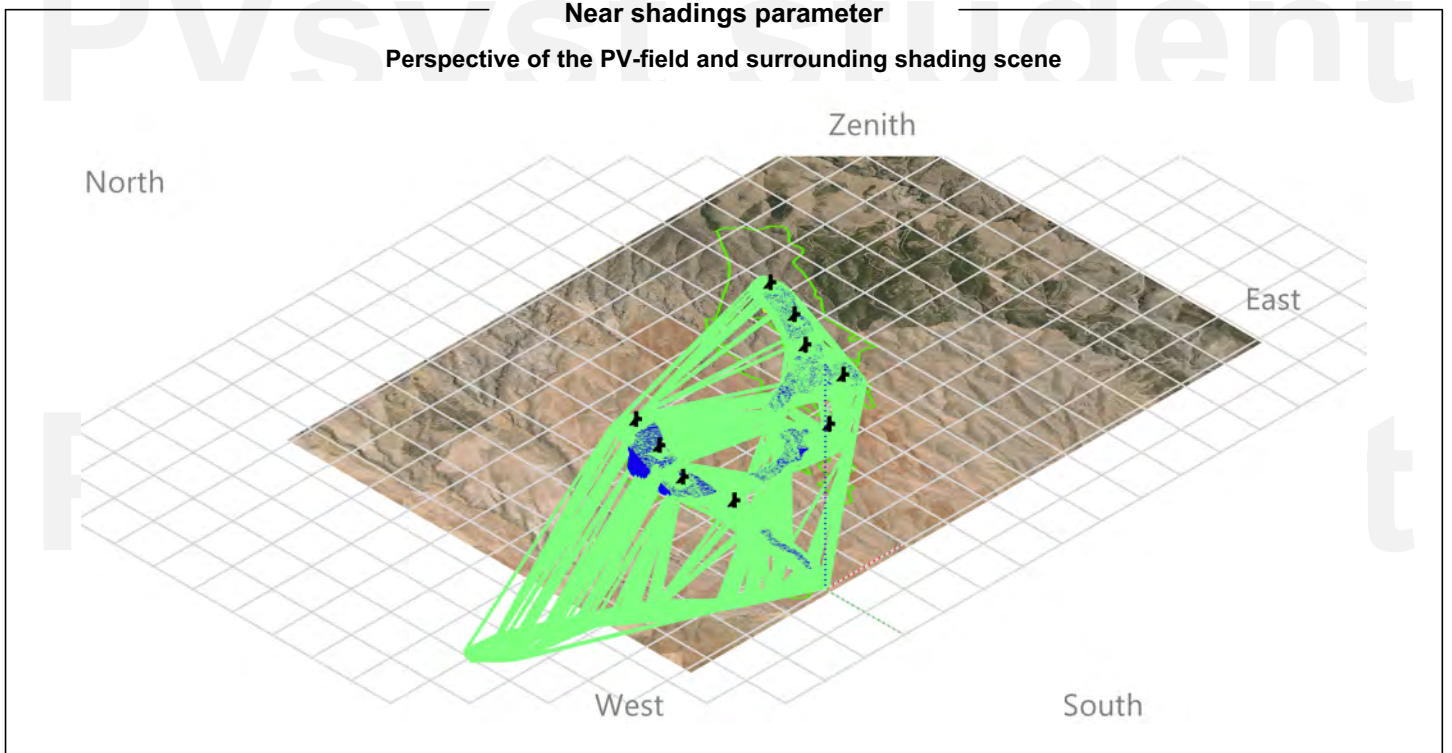 PVsyst student
Near shadings parameter
Perspective of the PV-field and surrounding shading scene
Zenith
North
East
West
South